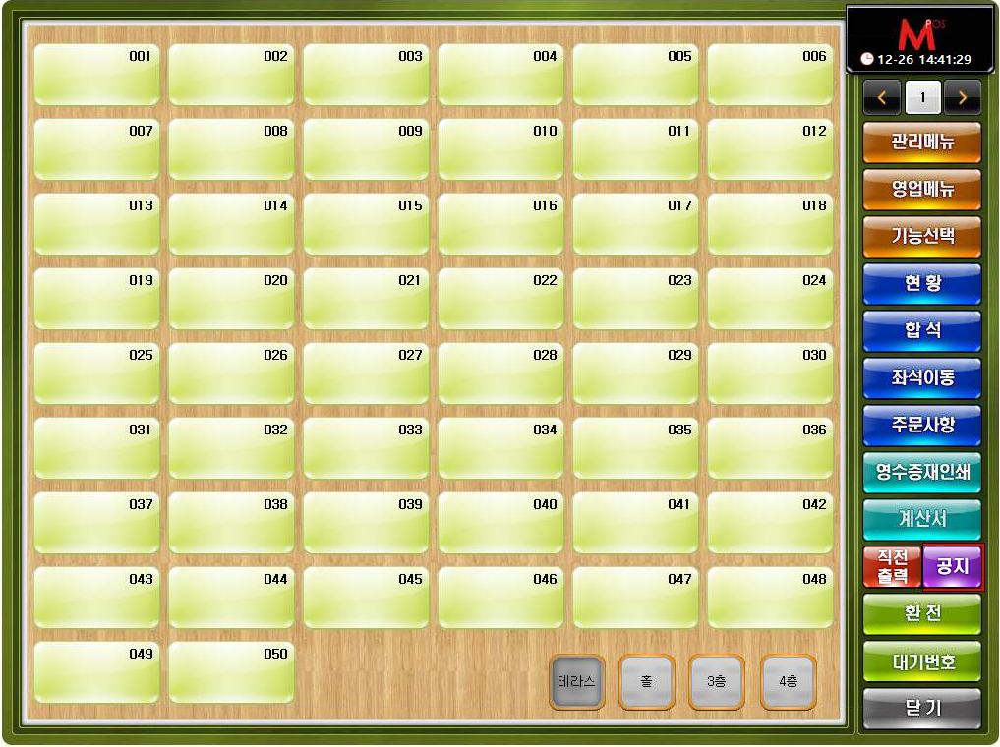 M POS
12-26 14:41:29
001 002 003 004 005 006
007 008 009 010 011 012
013 014 015 016 017 018
019 020 021 022 023 024
025 026 027 028 029 030
031 032 033 034 035 036
037 038 039 040 041 042
043 044 045 046 047 048
049 050
테라스 홀 3층 4층
1
관리메뉴
영업메뉴
기능선택
현 황
합 석
좌석이동
주문사항
영수증재인쇄
계산서
직전
출력
공지
환 전
대기번호
닫 기